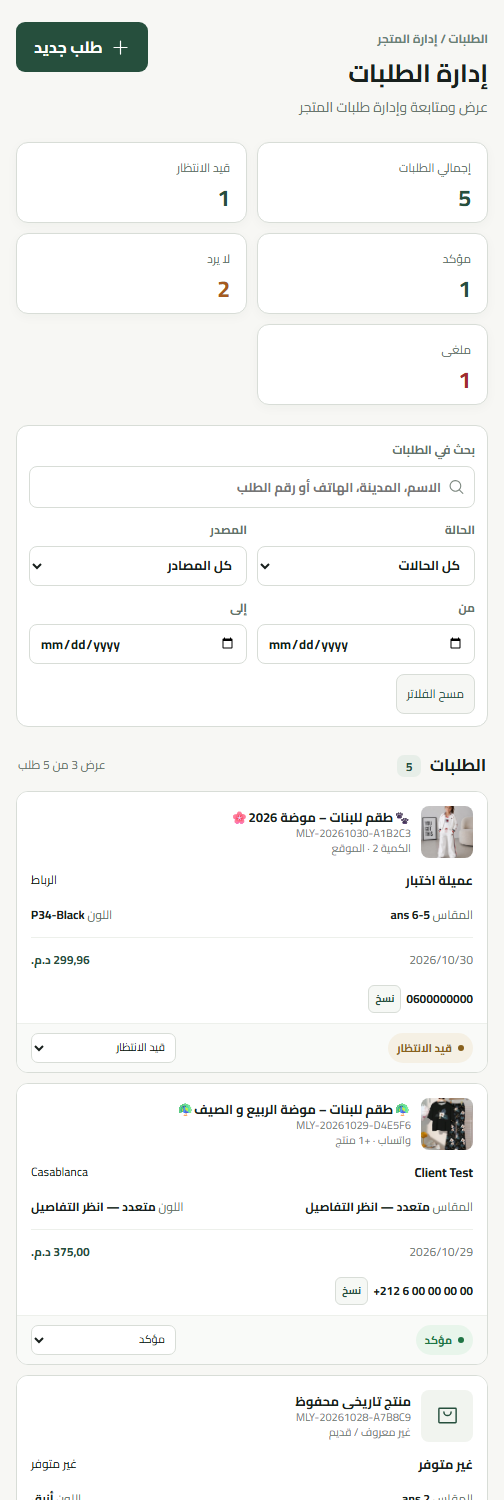 الطلبات / إدارة المتجر
إدارة الطلبات
عرض ومتابعة وإدارة طلبات المتجر
طلب جديد
إجمالي الطلبات
5
قيد الانتظار
1
مؤكد
1
لا يرد
2
ملغى
1
بحث في الطلبات
الاسم، المدينة، الهاتف أو رقم الطلب
الحالة
المصدر
كل الحالات
كل المصادر
من
إلى
mm/dd/yyyy
mm/dd/yyyy
مسح الفلاتر
الطلبات 5
عرض 3 من 5 طلب
🐾 طقم للبنات – موضة 2026 🌸
MLY-20261030-A1B2C3
الكمية 2 · الموقع
عميلة اختبار
الرباط
المقاس 5-6 ans
اللون P34-Black
2026/10/30
299,96 د.م.
0600000000 نسخ
قيد الانتظار
قيد الانتظار
🦚 طقم للبنات – موضة الربيع و الصيف 🦚
MLY-20261029-D4E5F6
واتساب · +1 منتج
Client Test
Casablanca
المقاس متعدد — انظر التفاصيل
اللون متعدد — انظر التفاصيل
2026/10/29
375,00 د.م.
+212 6 00 00 00 00 نسخ
مؤكد
مؤكد
منتج تاريخي محفوظ
MLY-20261028-A7B8C9
غير معروف / قديم
غير متوفر
غير متوفر